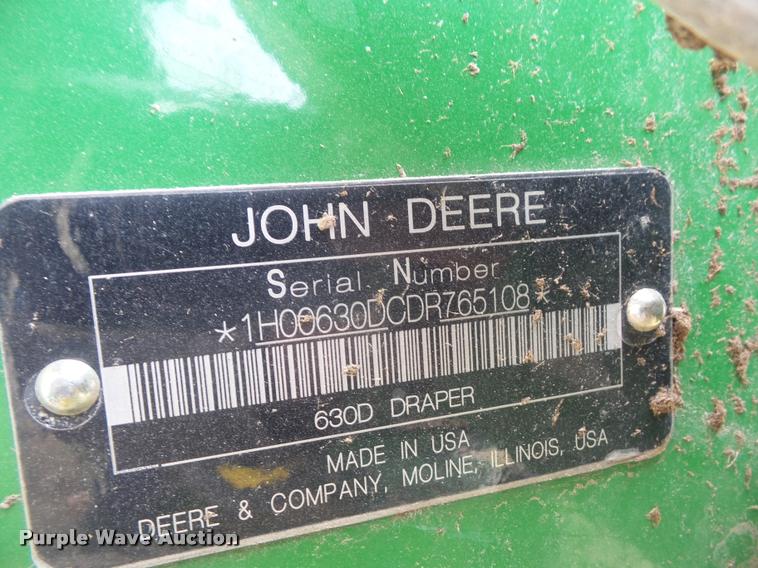 JOHN DEERE
Serial Number
*1H00630DCDR765108*
630D DRAPER
MADE IN USA
DEERE & COMPANY, MOLINE, ILLINOIS, USA
Purple Wave Auction